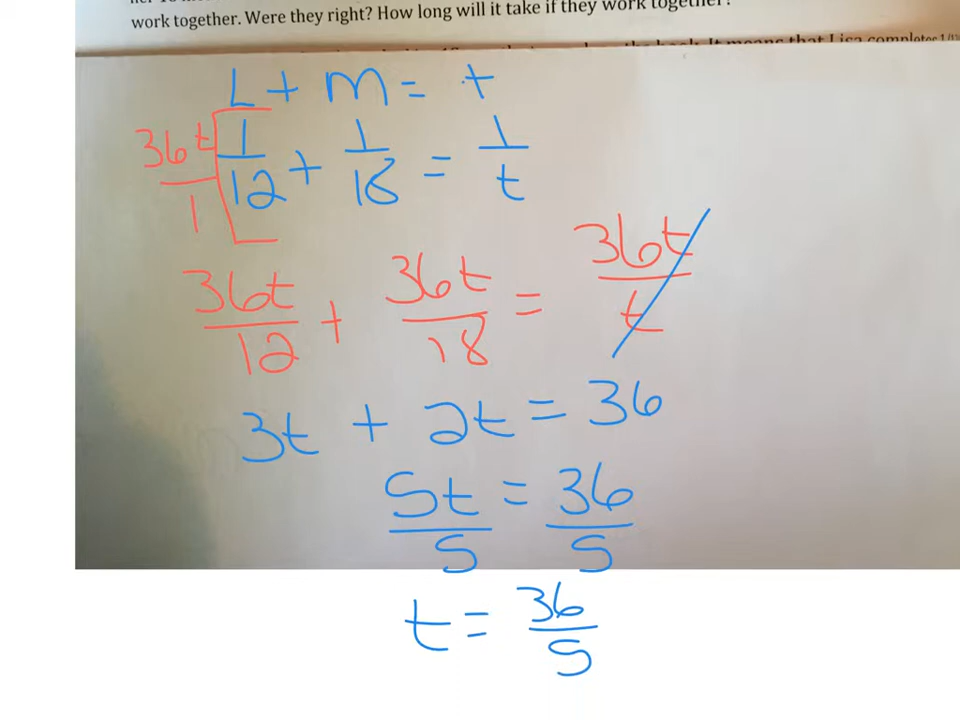 work together. Were they right? How long will it take if they work together?
L + m = t
36t/1 [ 1/12 + 1/18 = 1/t
36t/12 + 36t/18 = 36t/t
3t + 2t = 36
5t/5 = 36/5
t = 36/5